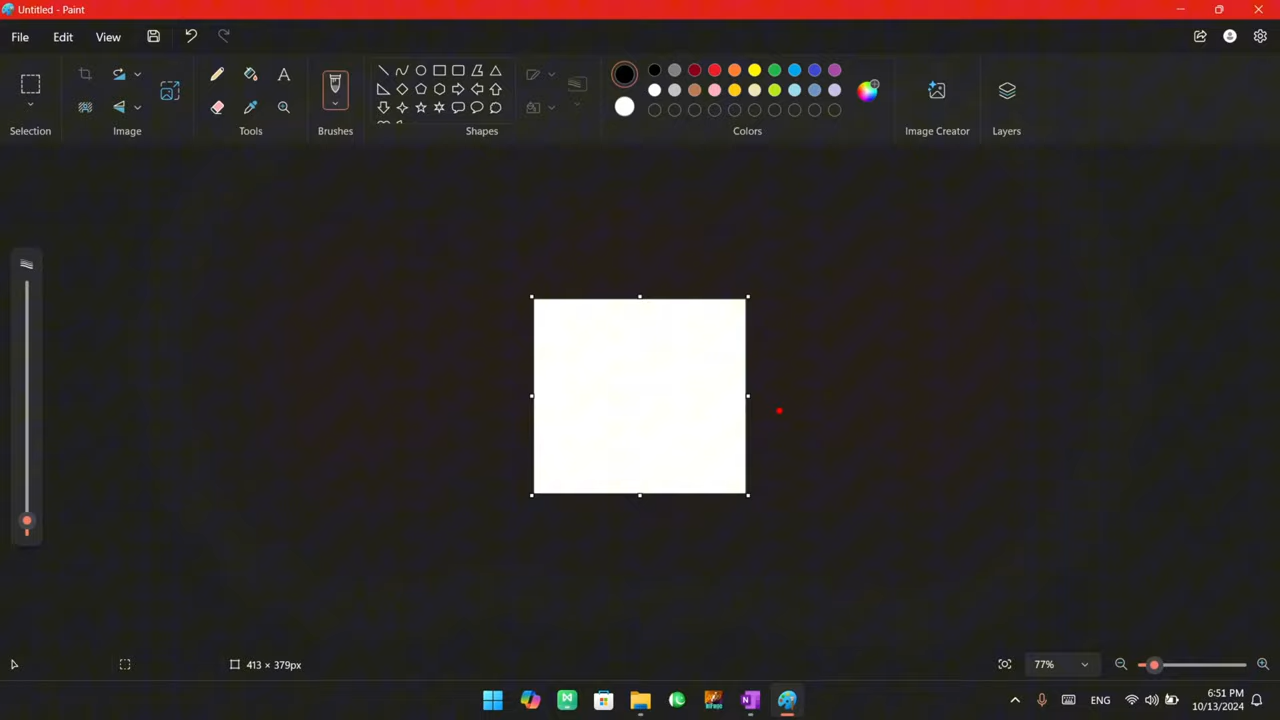 Untitled - Paint
File Edit View
Selection Image Tools Brushes Shapes Colors Image Creator Layers
413 × 379px
77%
ENG
6:51 PM
10/13/2024